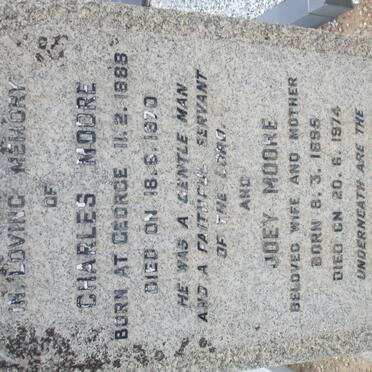 IN LOVING MEMORY
OF
CHARLES MOORE
BORN AT GEORGE 11.2.1888
DIED ON 18.6.1970
HE WAS A GENTLE MAN
AND A FAITHFUL SERVANT
OF THE LORD.
AND
JOEY MOORE
BELOVED WIFE AND MOTHER
BORN 8.3.1895
DIED ON 20.6.1974
UNDERNEATH ARE THE